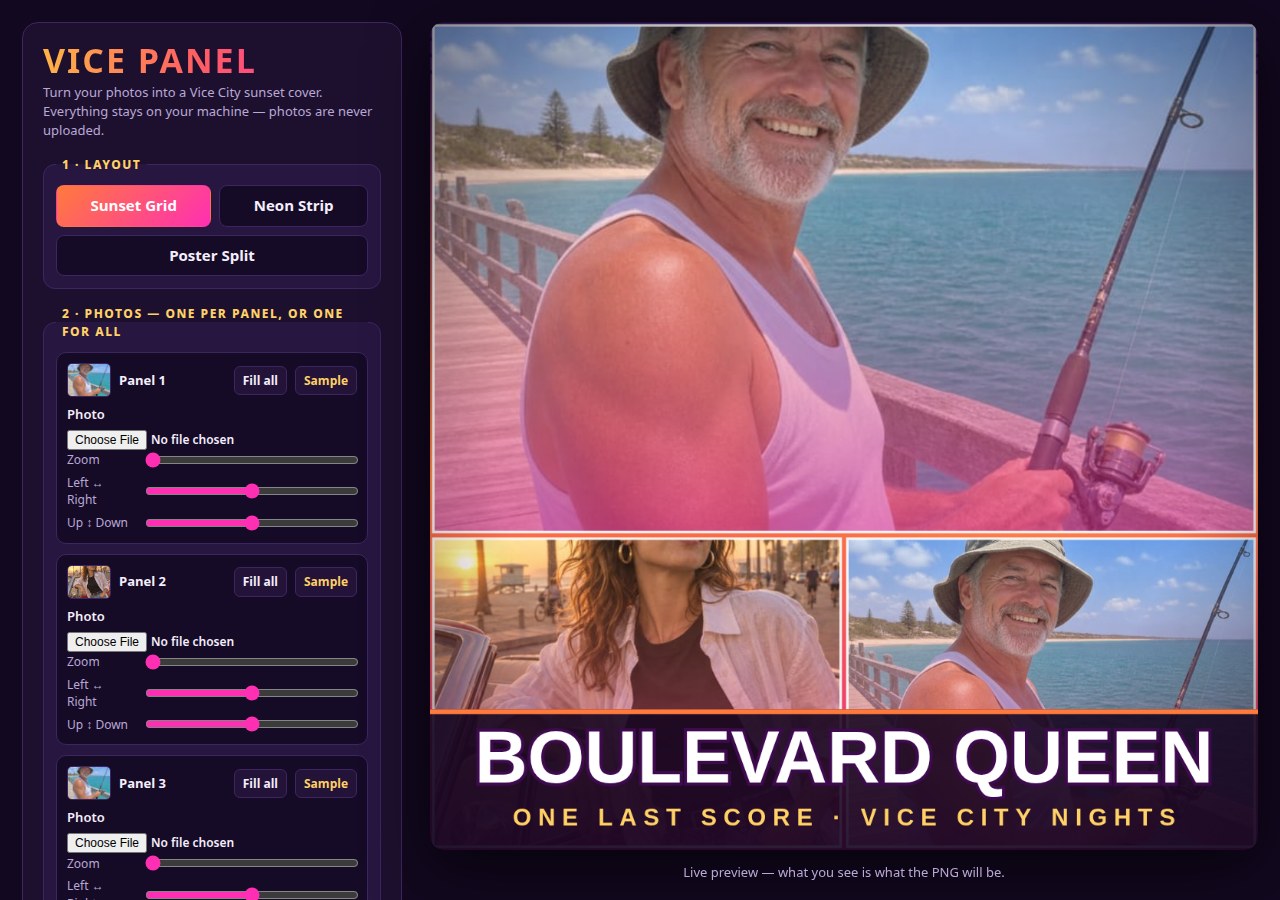 VICE PANEL
Turn your photos into a Vice City sunset cover.
Everything stays on your machine — photos are never
uploaded.
1 · LAYOUT
Sunset Grid
Neon Strip
Poster Split
2 · PHOTOS — ONE PER PANEL, OR ONE
FOR ALL
Panel 1
Fill all
Sample
Photo
Choose File No file chosen
Zoom
Left ↔
Right
Up ↕ Down
Panel 2
Fill all
Sample
Photo
Choose File No file chosen
Zoom
Left ↔
Right
Up ↕ Down
Panel 3
Fill all
Sample
Photo
Choose File No file chosen
Zoom
Left ↔
BOULEVARD QUEEN
ONE LAST SCORE · VICE CITY NIGHTS
Live preview — what you see is what the PNG will be.